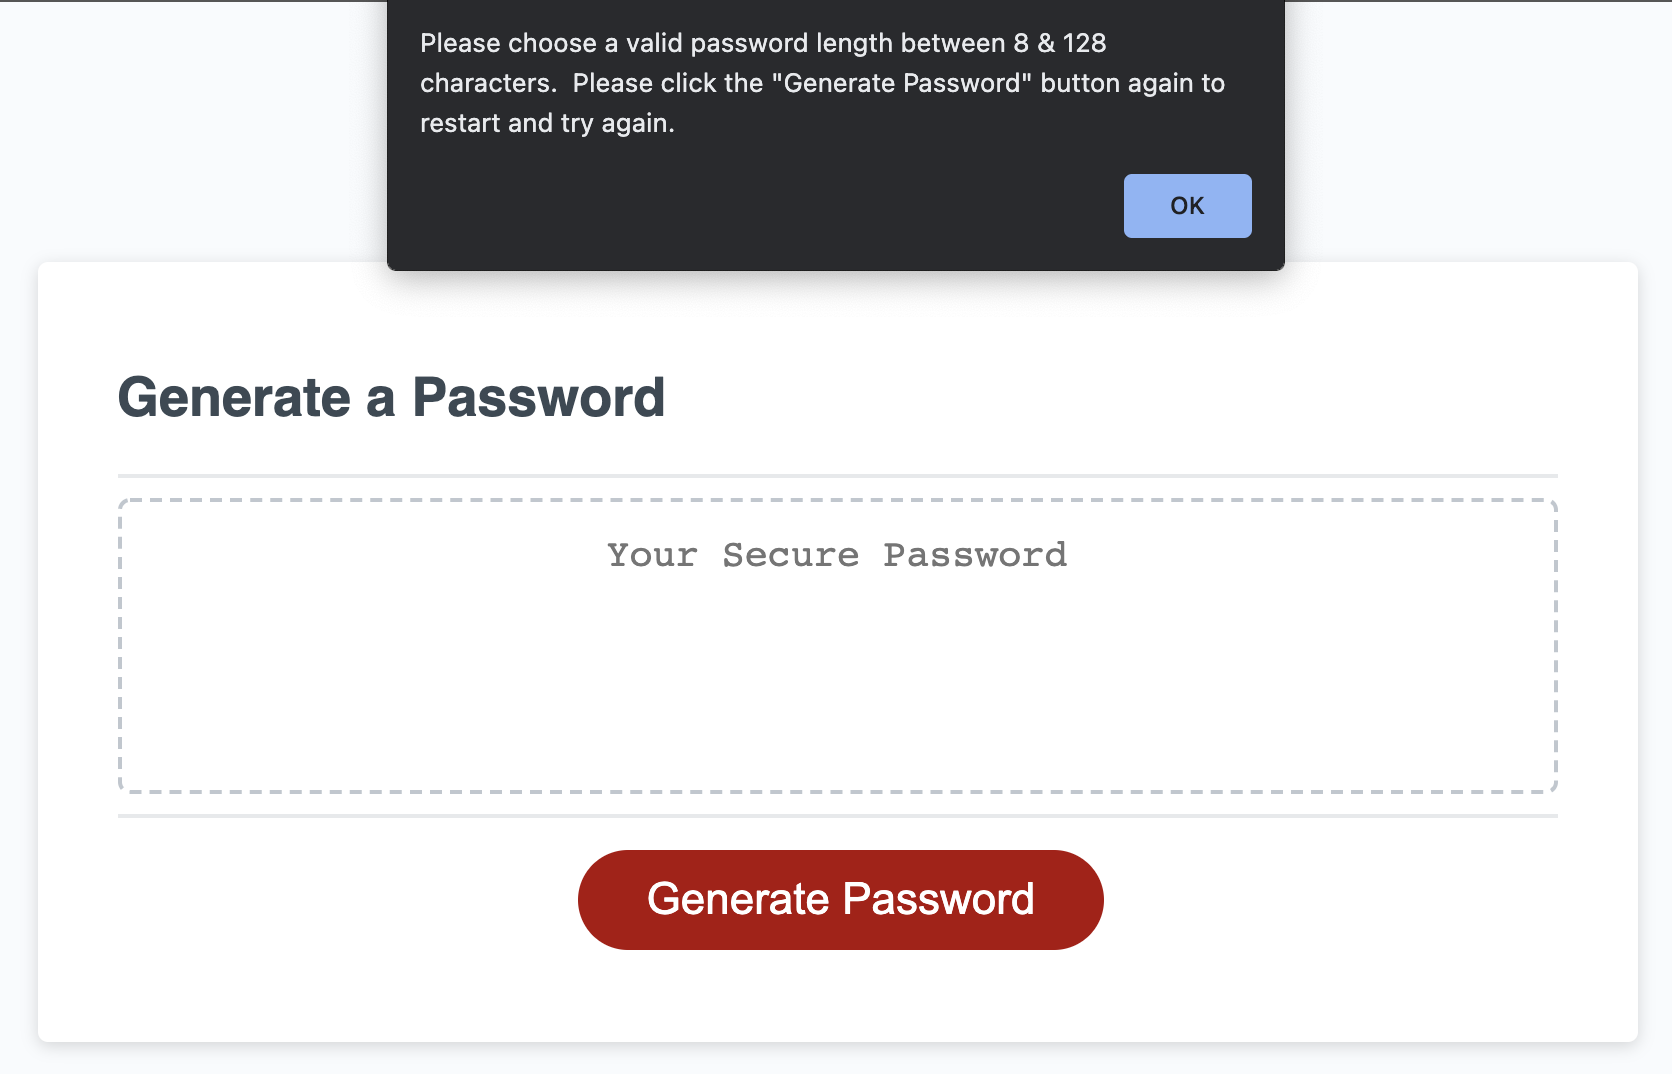 Please choose a valid password length between 8 & 128
characters.  Please click the "Generate Password" button again to
restart and try again.
OK
Generate a Password
Your Secure Password
Generate Password